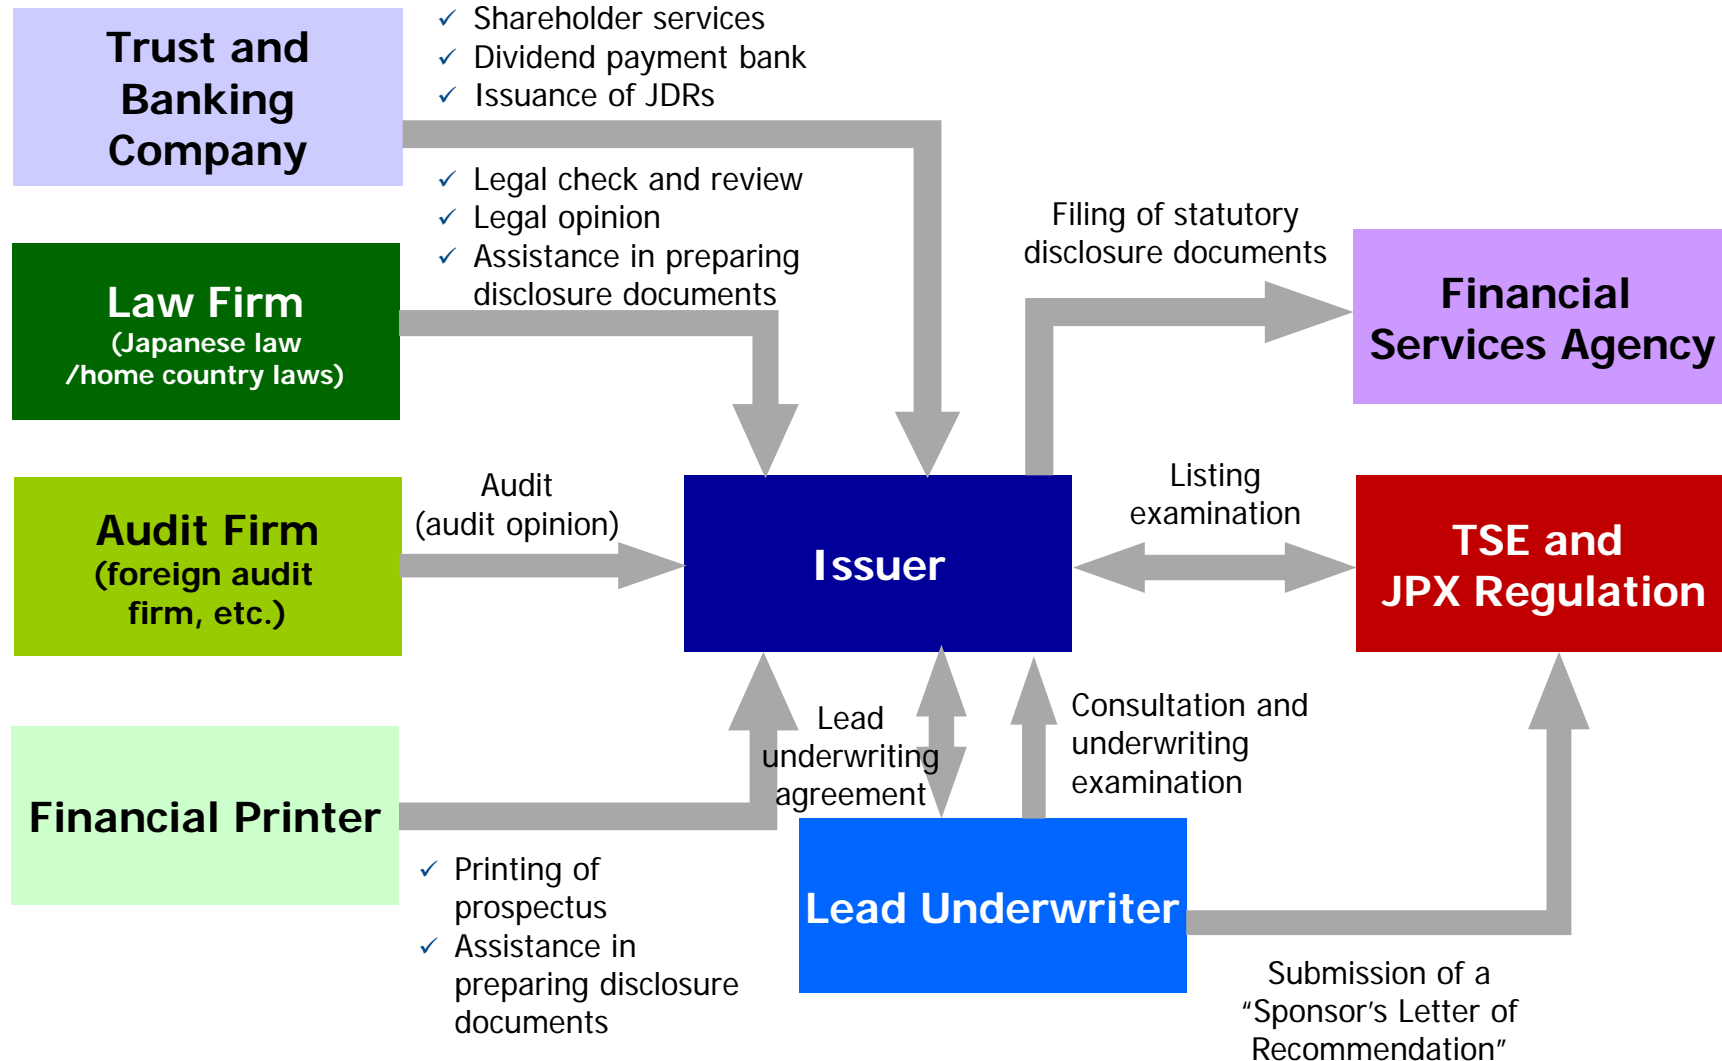 Trust and
Banking
Company
✓ Shareholder services
✓ Dividend payment bank
✓ Issuance of JDRs
Law Firm
(Japanese law
/home country laws)
✓ Legal check and review
✓ Legal opinion
✓ Assistance in preparing
disclosure documents
Filing of statutory
disclosure documents
Financial
Services Agency
Audit Firm
(foreign audit
firm, etc.)
Audit
(audit opinion)
Issuer
Listing
examination
TSE and
JPX Regulation
Financial Printer
✓ Printing of
prospectus
✓ Assistance in
preparing disclosure
documents
Lead
underwriting
agreement
Consultation and
underwriting
examination
Lead Underwriter
Submission of a
“Sponsor’s Letter of
Recommendation”